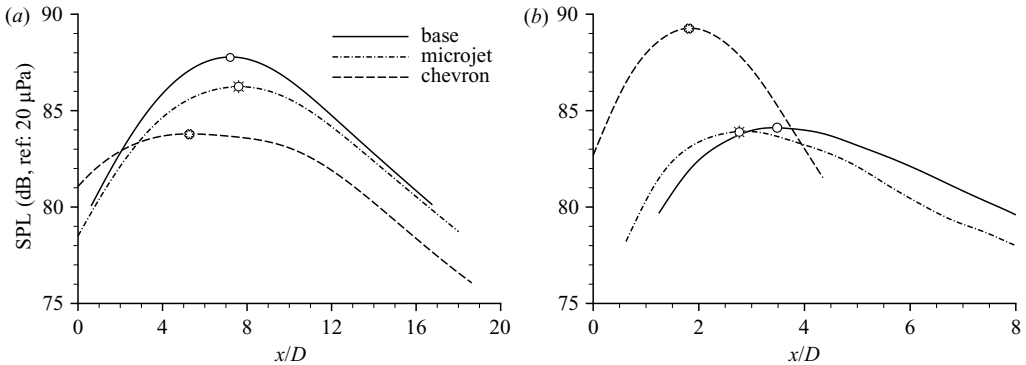 (a)
90
85
80
75
SPL (dB, ref: 20 μPa)
base
microjet
chevron
0 4 8 12 16 20
x/D
(b)
90
85
80
75
0 2 4 6 8
x/D